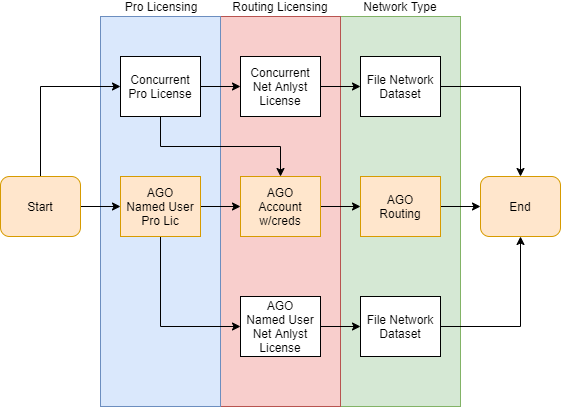 Pro Licensing
Routing Licensing
Network Type
Concurrent
Pro License
Concurrent
Net Anlyst
License
File Network
Dataset
Start
AGO
Named User
Pro Lic
AGO
Account
w/creds
AGO
Routing
End
AGO
Named User
Net Anlyst
License
File Network
Dataset